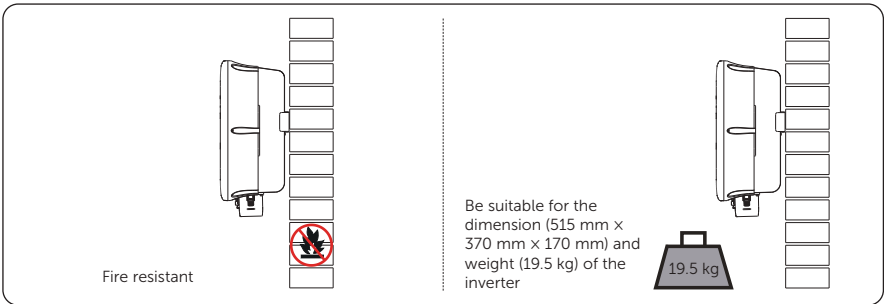 Fire resistant
Be suitable for the
dimension (515 mm ×
370 mm × 170 mm) and
weight (19.5 kg) of the
inverter
19.5 kg